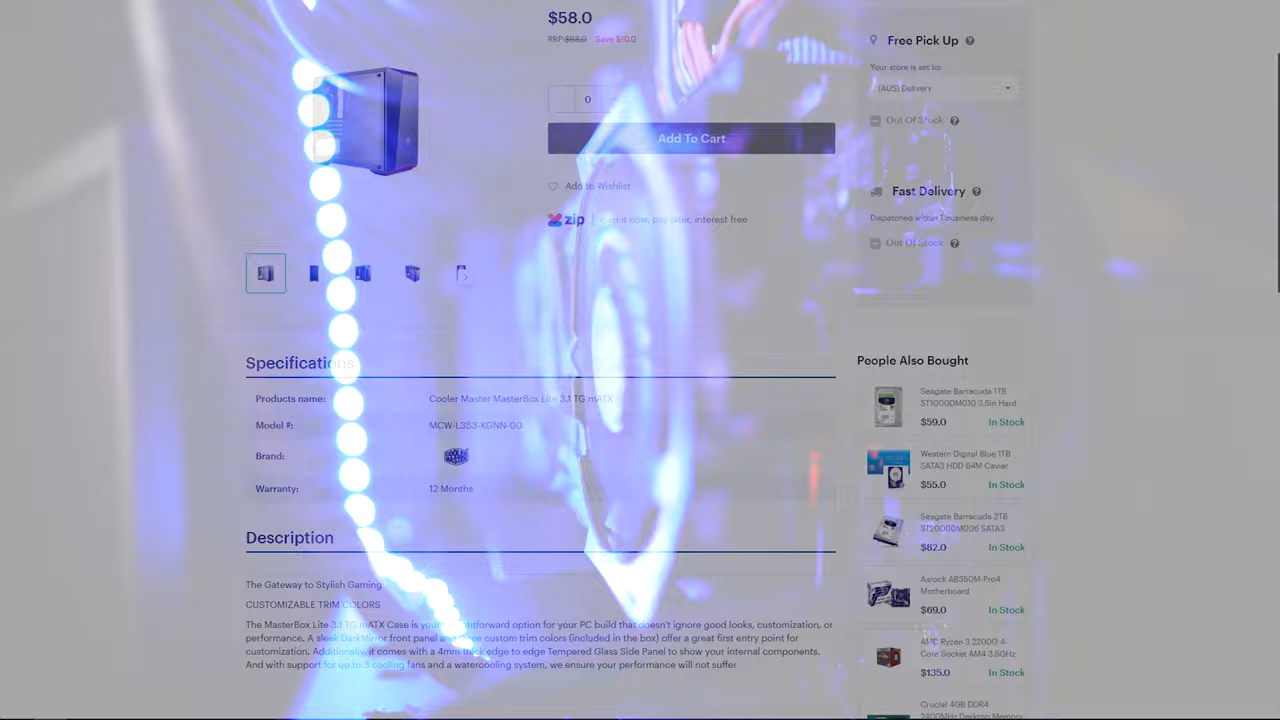 $58.0
RRP:$68.0 Save $10.0
0
Add To Cart
Add to Wishlist
zip own it now, pay later, interest free
Free Pick Up
Your store is set to:
(AUS) Delivery
Out Of Stock
Fast Delivery
Dispatched within 1 business day
Out Of Stock
Specifications
Products name: Cooler Master MasterBox Lite 3.1 TG mATX
Model #: MCW-L3S3-KGNN-00
Brand: COOLER MASTER
Warranty: 12 Months
Description
The Gateway to Stylish Gaming
CUSTOMIZABLE TRIM COLORS
The MasterBox Lite 3.1 TG mATX Case is your straightforward option for your PC build that doesn't ignore good looks, customization, or
performance. A sleek DarkMirror front panel and three custom trim colors (included in the box) offer a great first entry point for
customization. Additionally, it comes with a 4mm thick edge to edge Tempered Glass Side Panel to show your internal components.
And with support for up to 3 cooling fans and a watercooling system, we ensure your performance will not suffer
People Also Bought
Seagate Barracuda 1TB
ST1000DM010 3.5in Hard
$59.0 In Stock
Western Digital Blue 1TB
SATA3 HDD 64M Caviar
$55.0 In Stock
Seagate Barracuda 2TB
ST2000DM006 SATA3
$82.0 In Stock
Asrock AB350M-Pro4
Motherboard
$69.0 In Stock
AMD Ryzen 3 2200G 4-
Core Socket AM4 3.5GHz
$135.0 In Stock
Crucial 4GB DDR4
2400MHz Desktop Memory